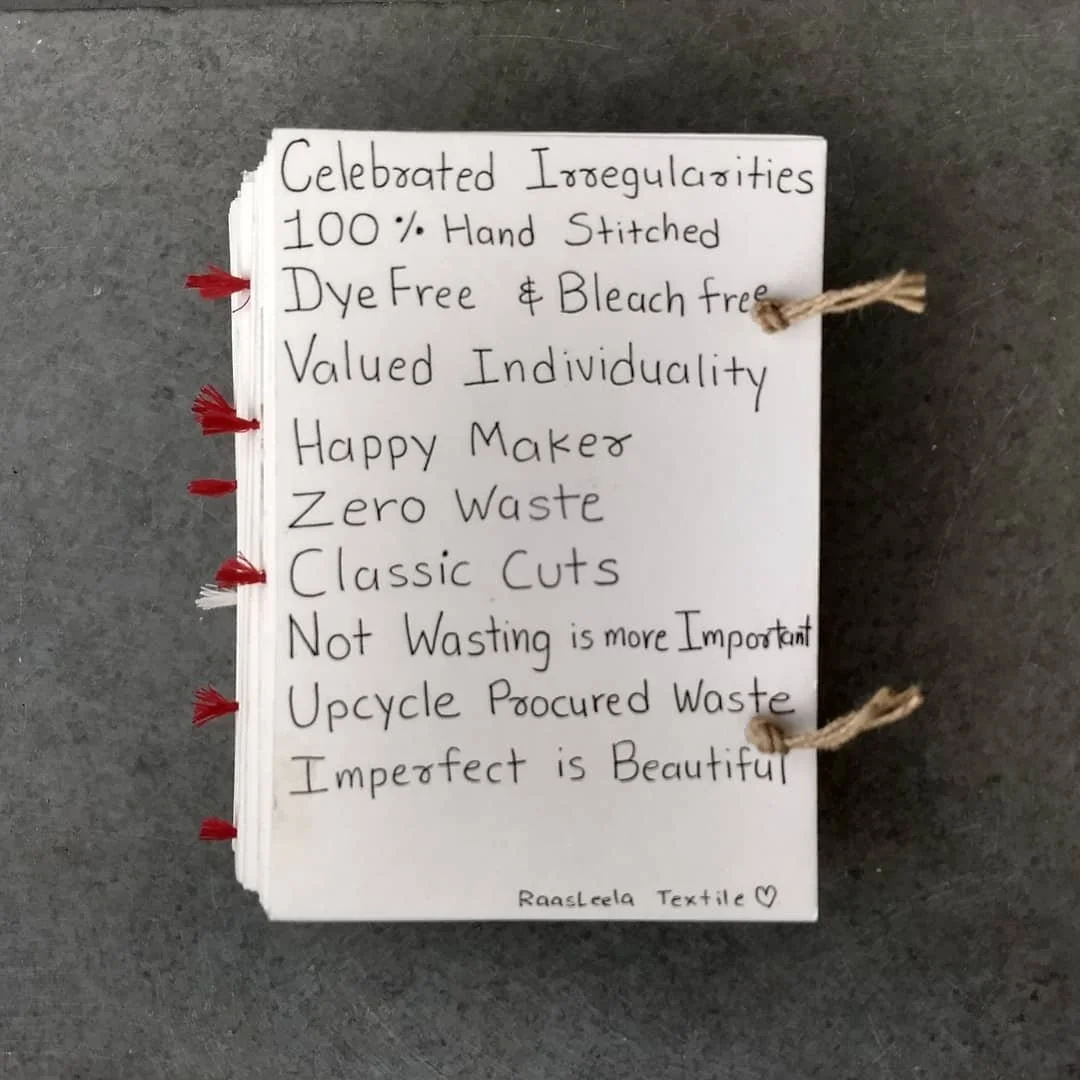 Celebrated Irregularities
100% Hand Stitched
Dye Free & Bleach free
Valued Individuality
Happy Maker
Zero Waste
Classic Cuts
Not Wasting is more Important
Upcycle Procured Waste
Imperfect is Beautiful
RaasLeela Textile ♡